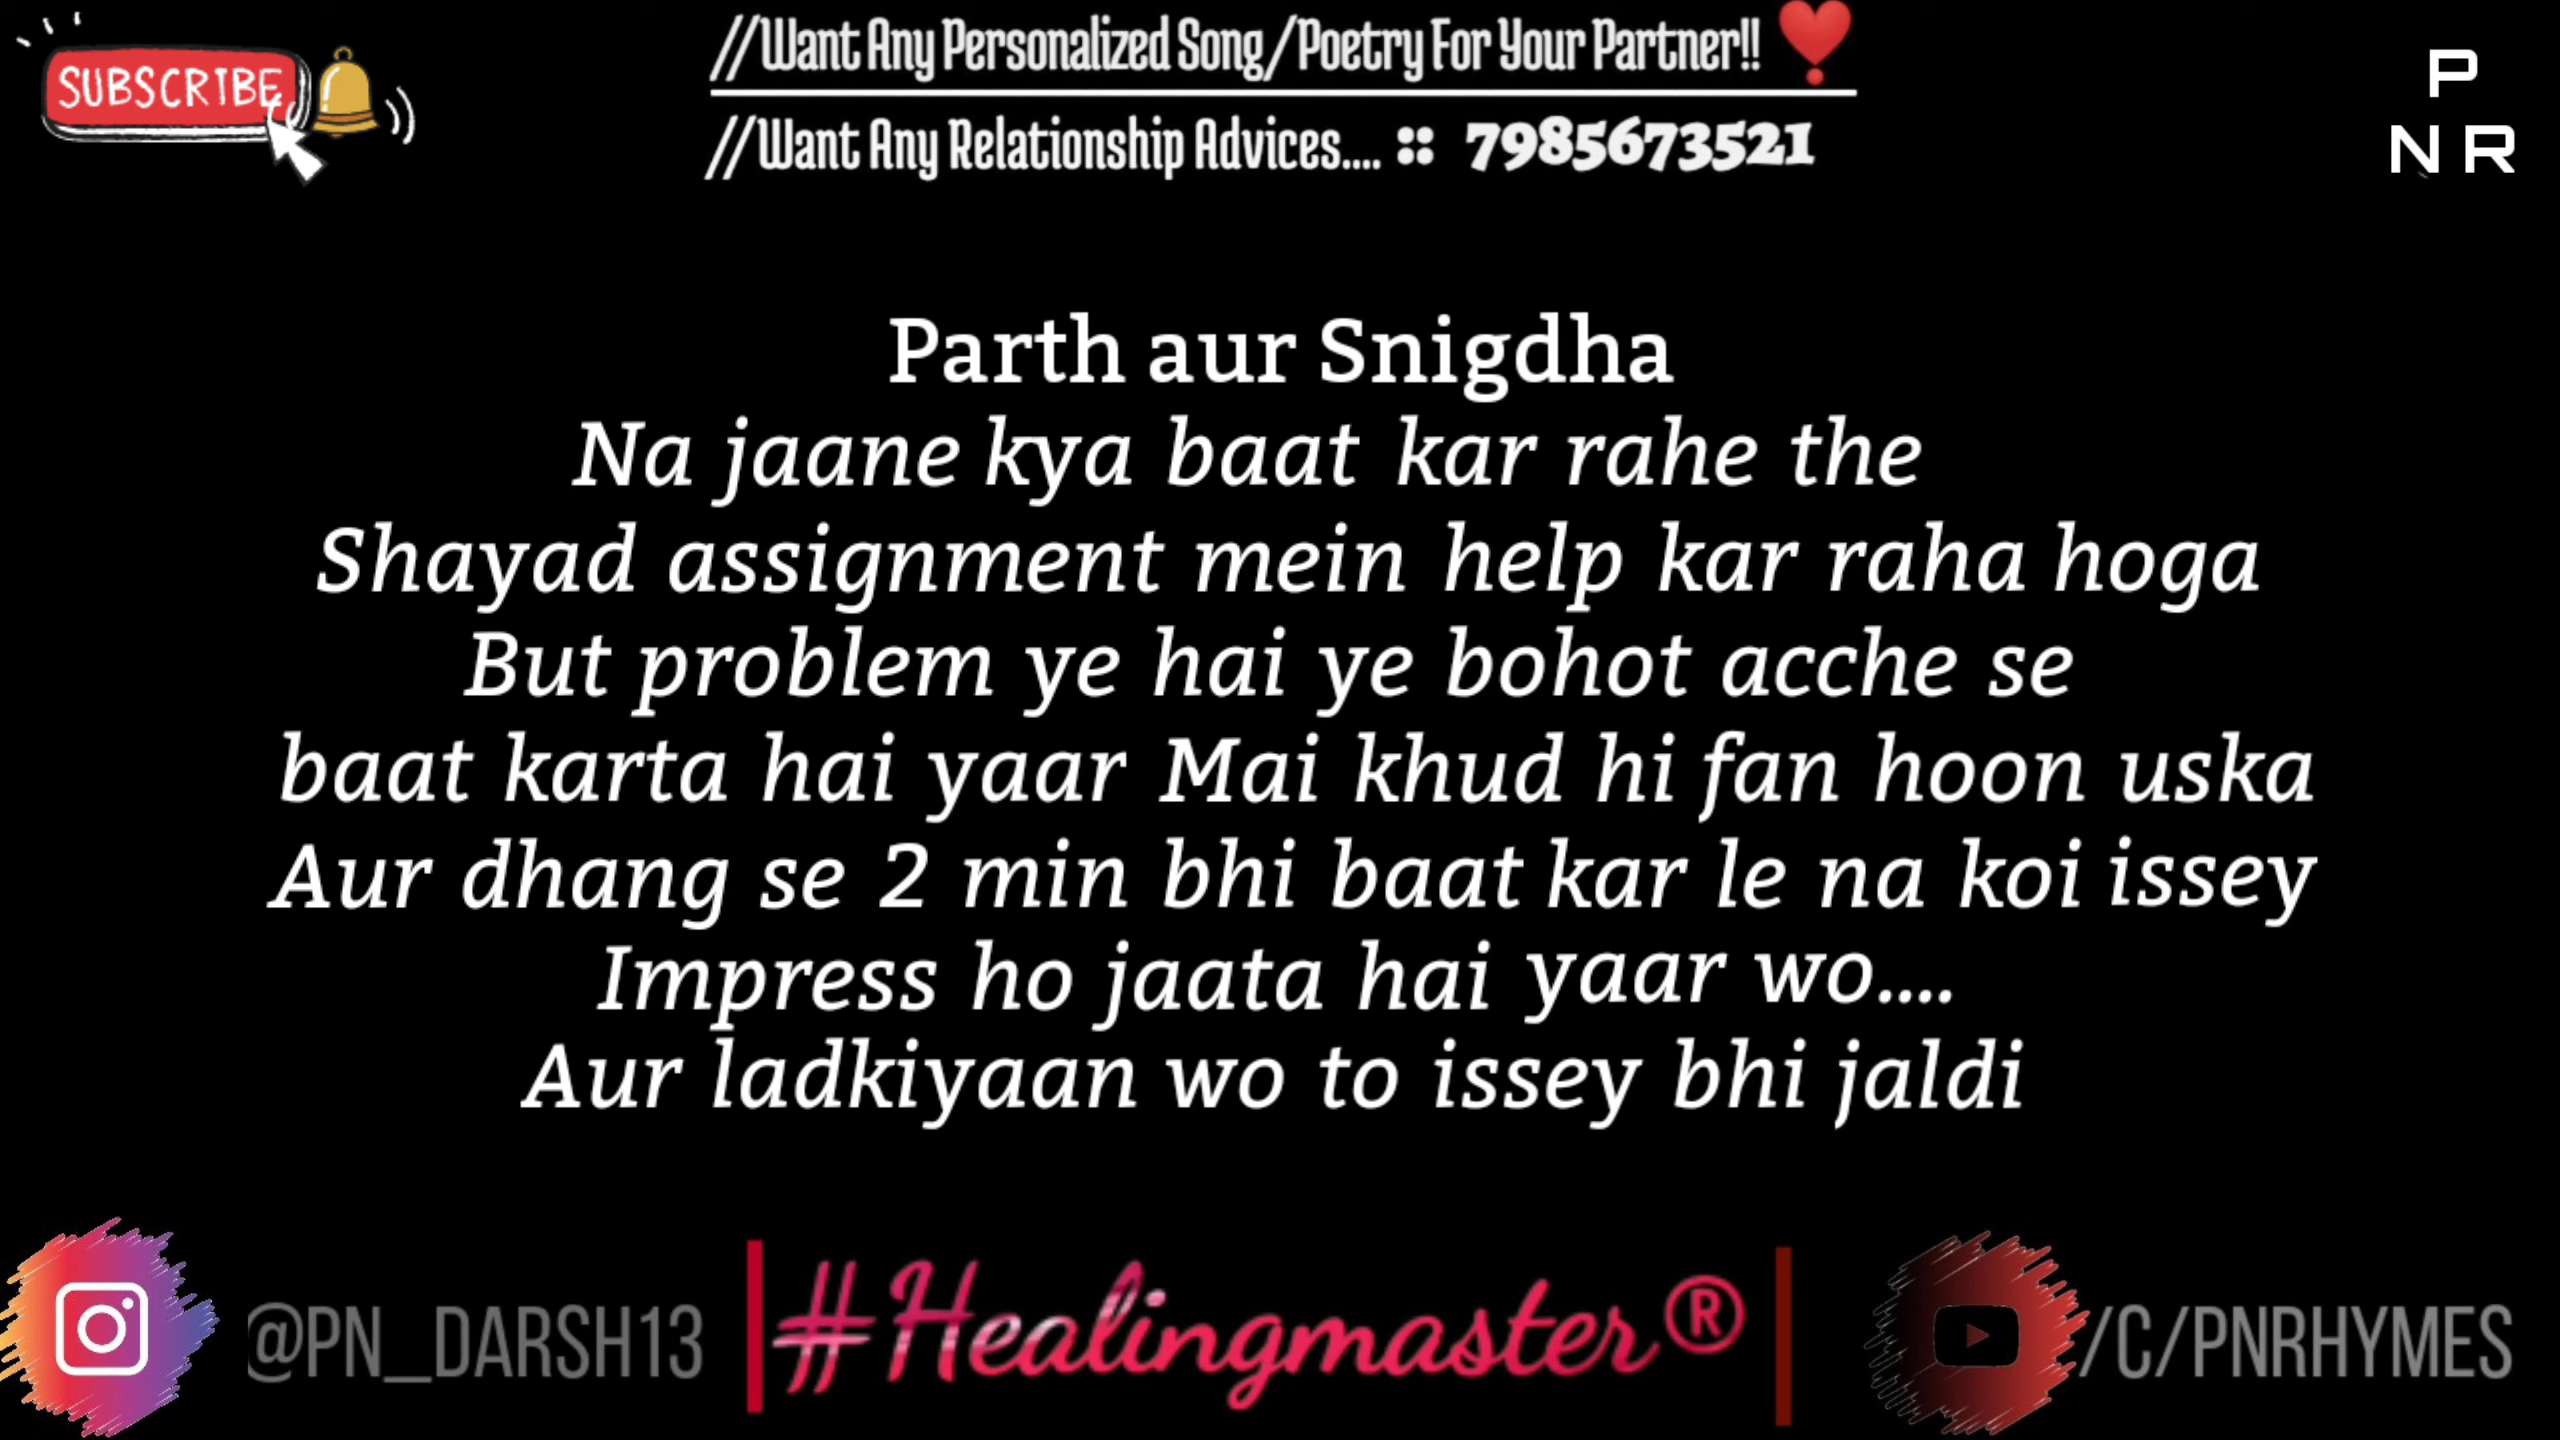 SUBSCRIBE
//Want Any Personalized Song/Poetry For Your Partner!!
//Want Any Relationship Advices.... :: 7985673521
P
N R
Parth aur Snigdha
Na jaane kya baat kar rahe the
Shayad assignment mein help kar raha hoga
But problem ye hai ye bohot acche se
baat karta hai yaar Mai khud hi fan hoon uska
Aur dhang se 2 min bhi baat kar le na koi issey
Impress ho jaata hai yaar wo....
Aur ladkiyaan wo to issey bhi jaldi
@PN_DARSH13
#Healingmaster®
/C/PNRHYMES